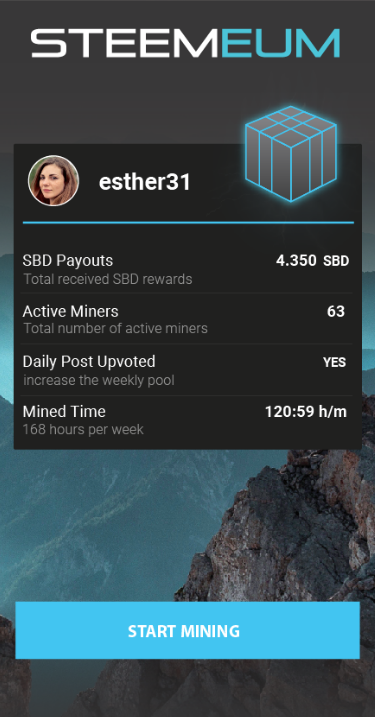 STEEMEUM
esther31
SBD Payouts 4.350 SBD
Total received SBD rewards
Active Miners 63
Total number of active miners
Daily Post Upvoted YES
increase the weekly pool
Mined Time 120:59 h/m
168 hours per week
START MINING